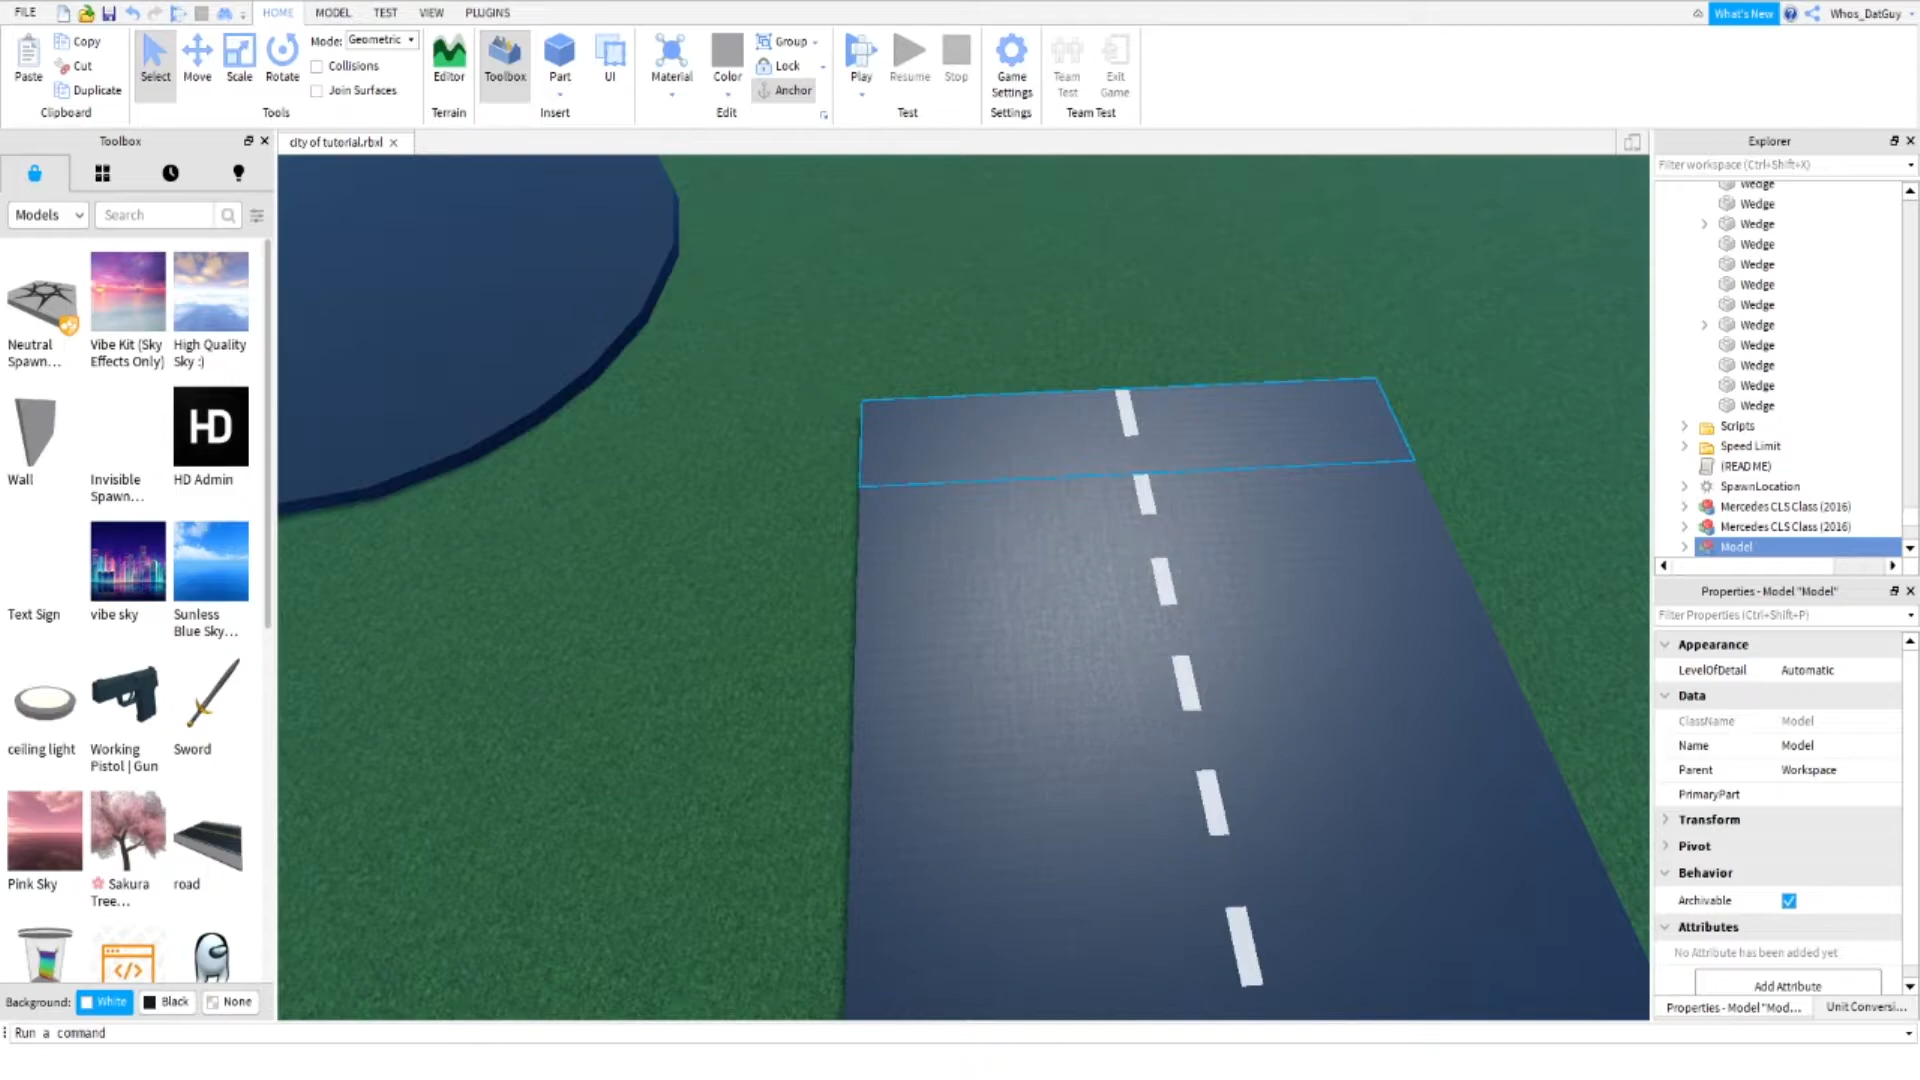 FILE
HOME
MODEL
TEST
VIEW
PLUGINS
What's New
Whos_DatGuy
Paste
Copy
Cut
Duplicate
Clipboard
Select
Move
Scale
Rotate
Mode: Geometric
Collisions
Join Surfaces
Tools
Editor
Terrain
Toolbox
Part
UI
Insert
Material
Color
Group
Lock
Anchor
Edit
Play
Resume
Stop
Test
Game
Settings
Settings
Team
Test
Exit
Game
Team Test
Toolbox
city of tutorial.rbxl
Models
Search
Neutral
Spawn...
Vibe Kit (Sky
Effects Only)
High Quality
Sky :)
Wall
Invisible
Spawn...
HD
HD Admin
Text Sign
vibe sky
Sunless
Blue Sky...
ceiling light
Working
Pistol | Gun
Sword
Pink Sky
🌸 Sakura
Tree...
road
</>
Background:
White
Black
None
Run a command
Explorer
Filter workspace (Ctrl+Shift+X)
Wedge
Wedge
Wedge
Wedge
Wedge
Wedge
Wedge
Wedge
Wedge
Wedge
Wedge
Wedge
Scripts
Speed Limit
(README)
SpawnLocation
Mercedes CLS Class (2016)
Mercedes CLS Class (2016)
Model
Properties - Model "Model"
Filter Properties (Ctrl+Shift+P)
Appearance
LevelOfDetail Automatic
Data
ClassName Model
Name Model
Parent Workspace
PrimaryPart
Transform
Pivot
Behavior
Archivable
Attributes
No Attribute has been added yet
Add Attribute
Properties - Model "Mod...
Unit Conversi...